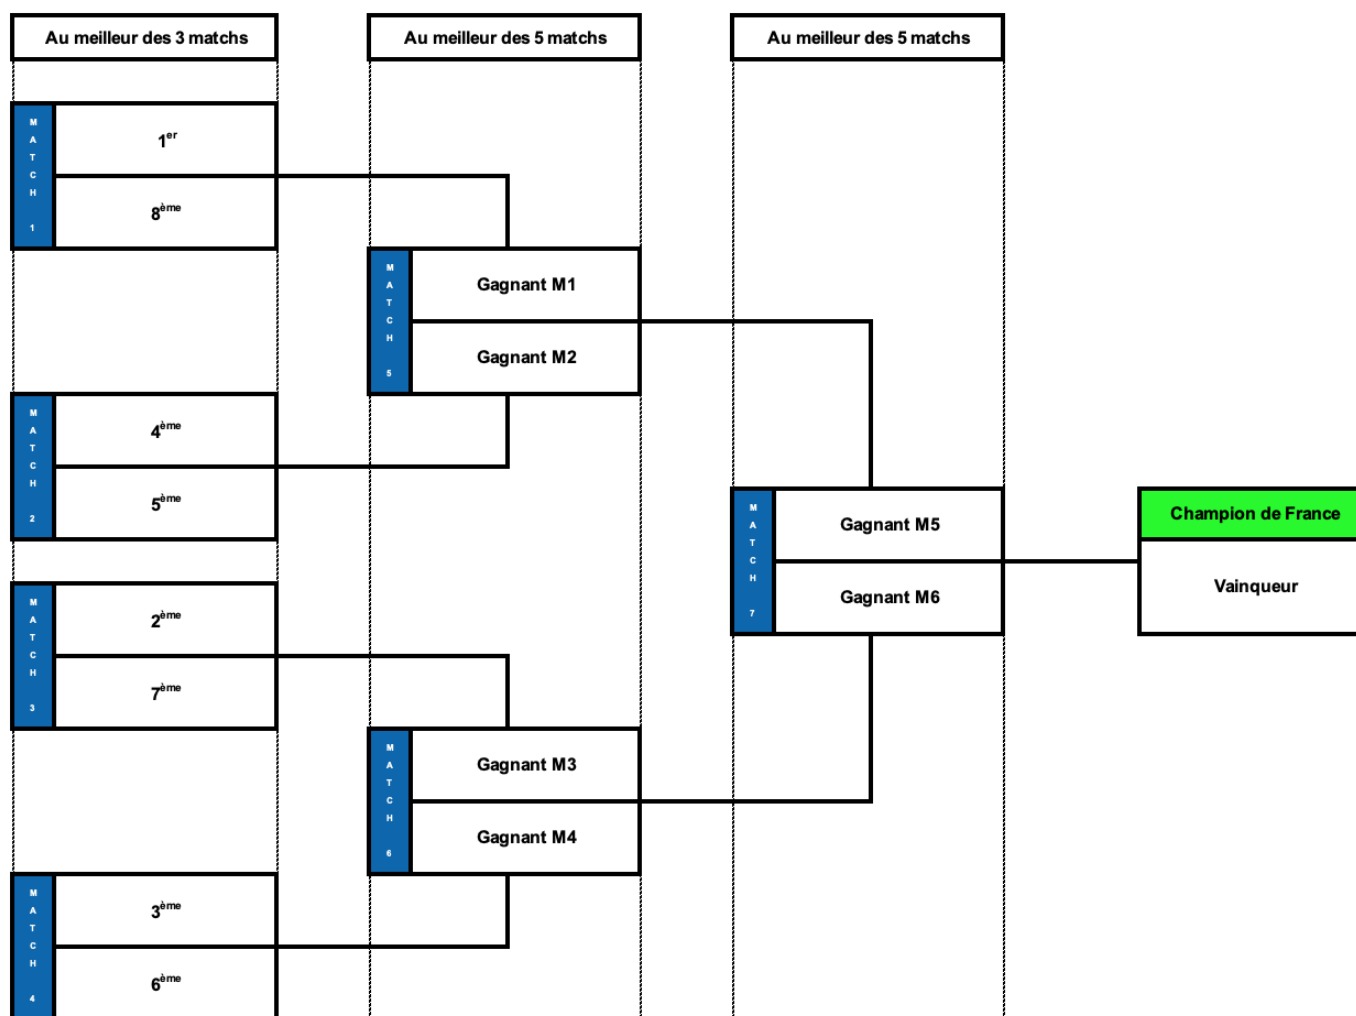 Au meilleur des 3 matchs
Au meilleur des 5 matchs
Au meilleur des 5 matchs
MATCH 1
1er
8ème
MATCH 5
Gagnant M1
Gagnant M2
MATCH 2
4ème
5ème
MATCH 7
Gagnant M5
Gagnant M6
Champion de France
Vainqueur
MATCH 3
2ème
7ème
MATCH 6
Gagnant M3
Gagnant M4
MATCH 4
3ème
6ème